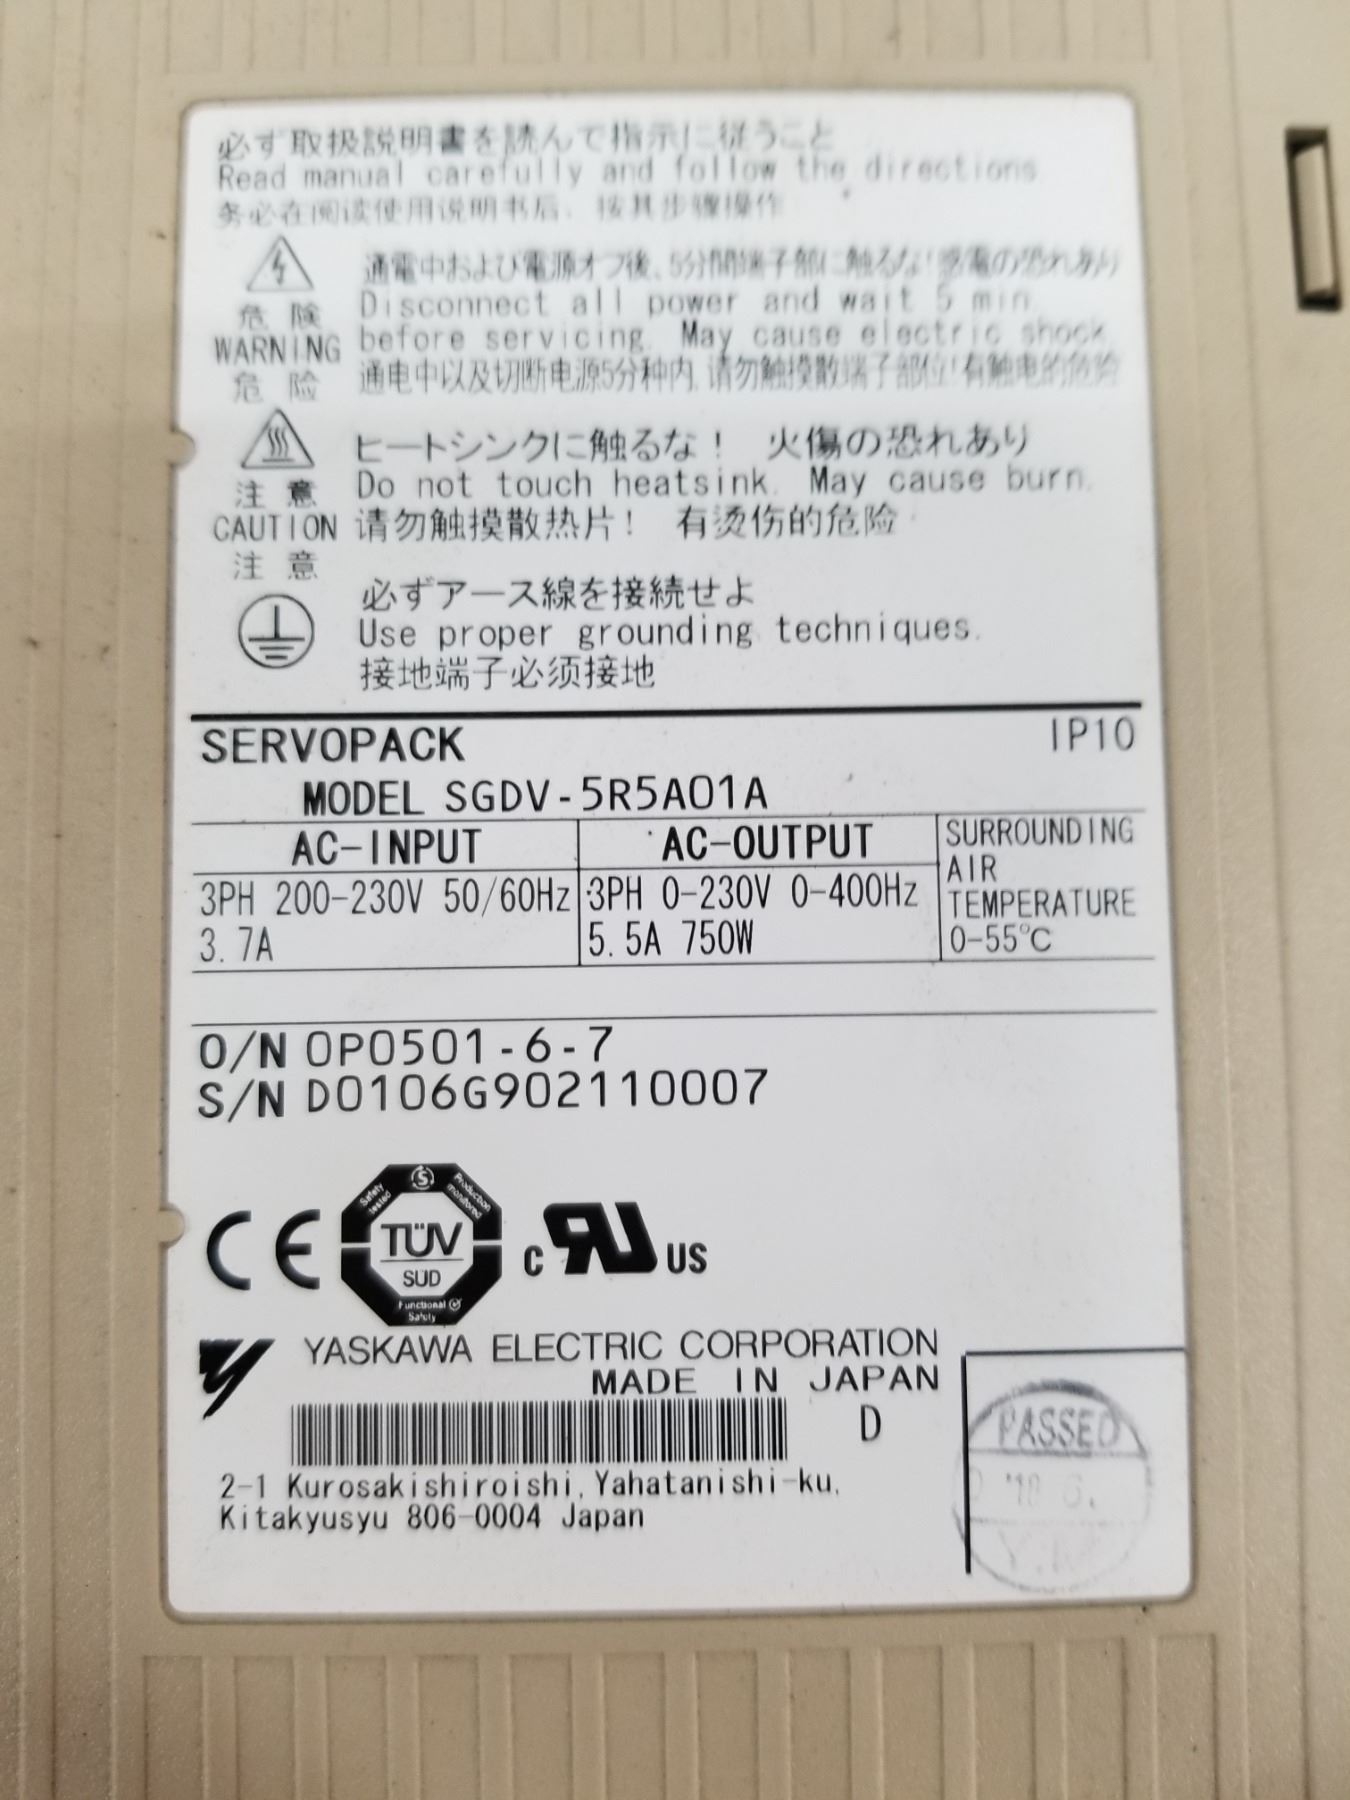 必ず取扱説明書を読んで指示に従うこと
Read manual carefully and follow the directions
务必在阅读使用说明书后、按其步骤操作
危 険
WARNING
危 险
通電中および電源オフ後、5分間端子部に触るな!感電の恐れあり
Disconnect all power and wait 5 min.
before servicing. May cause electric shock.
通电中以及切断电源5分种内,请勿触摸散端子部位!有触电的危险
注 意
CAUTION
注 意
ヒートシンクに触るな! 火傷の恐れあり
Do not touch heatsink. May cause burn.
请勿触摸散热片! 有烫伤的危险
必ずアース線を接続せよ
Use proper grounding techniques.
接地端子必须接地
SERVOPACK IP10
MODEL SGDV-5R5A01A
AC-INPUT
3PH 200-230V 50/60Hz
3.7A
AC-OUTPUT
3PH 0-230V 0-400Hz
5.5A 750W
SURROUNDING
AIR
TEMPERATURE
0-55℃
O/N OP0501-6-7
S/N D0106G902110007
CE
Safety tested
S
Production monitored
TÜV
SÜD
Functional
Safety
c RU US
YASKAWA ELECTRIC CORPORATION
MADE IN JAPAN
D
2-1 Kurosakishiroishi, Yahatanishi-ku,
Kitakyusyu 806-0004 Japan
PASSED